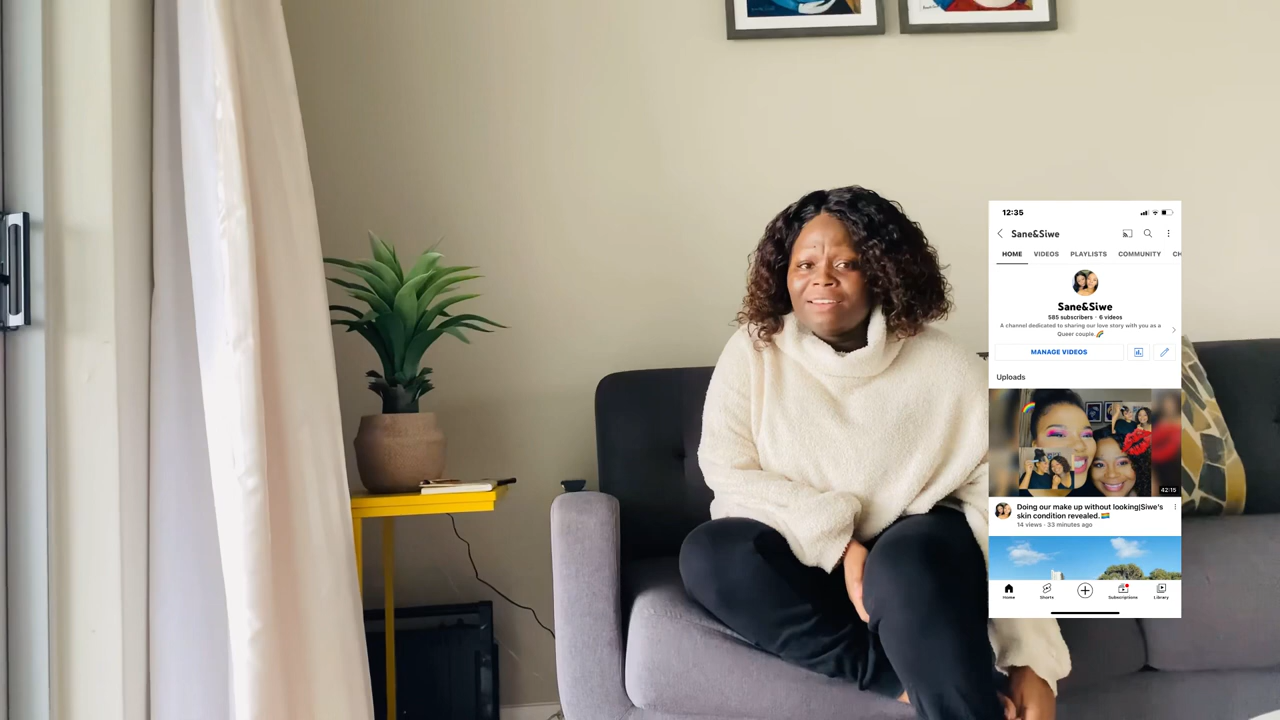 12:35
Sane&Siwe
HOME VIDEOS PLAYLISTS COMMUNITY CH
Sane&Siwe
585 subscribers · 6 videos
A channel dedicated to sharing our love story with you as a
Queer couple.🌈
MANAGE VIDEOS
Uploads
42:15
Doing our make up without looking|Siwe's
skin condition revealed.🏳️‍🌈
14 views · 33 minutes ago
Home Shorts Subscriptions Library